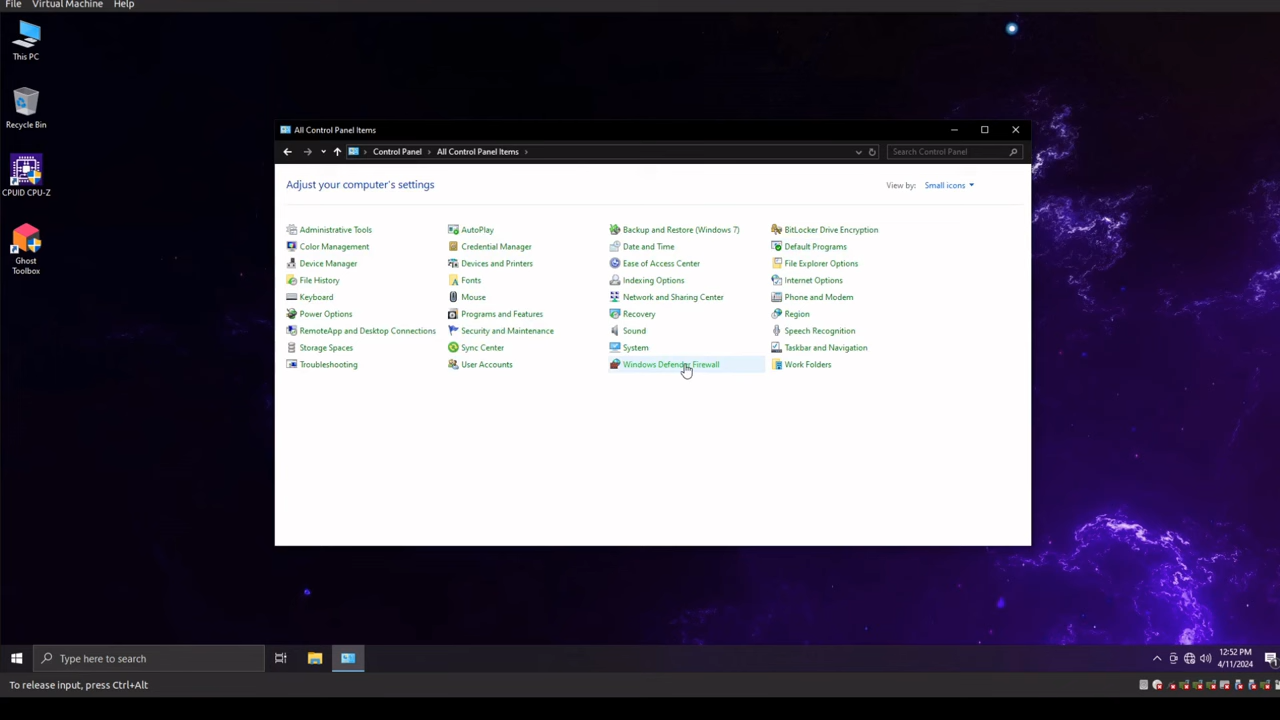 File Virtual Machine Help
This PC
Recycle Bin
CPUID CPU-Z
Ghost
Toolbox
All Control Panel Items
Control Panel All Control Panel Items
Search Control Panel
Adjust your computer's settings
View by: Small icons
Administrative Tools AutoPlay Backup and Restore (Windows 7) BitLocker Drive Encryption
Color Management Credential Manager Date and Time Default Programs
Device Manager Devices and Printers Ease of Access Center File Explorer Options
File History Fonts Indexing Options Internet Options
Keyboard Mouse Network and Sharing Center Phone and Modem
Power Options Programs and Features Recovery Region
RemoteApp and Desktop Connections Security and Maintenance Sound Speech Recognition
Storage Spaces Sync Center System Taskbar and Navigation
Troubleshooting User Accounts Windows Defender Firewall Work Folders
Type here to search
12:52 PM
4/11/2024
To release input, press Ctrl+Alt